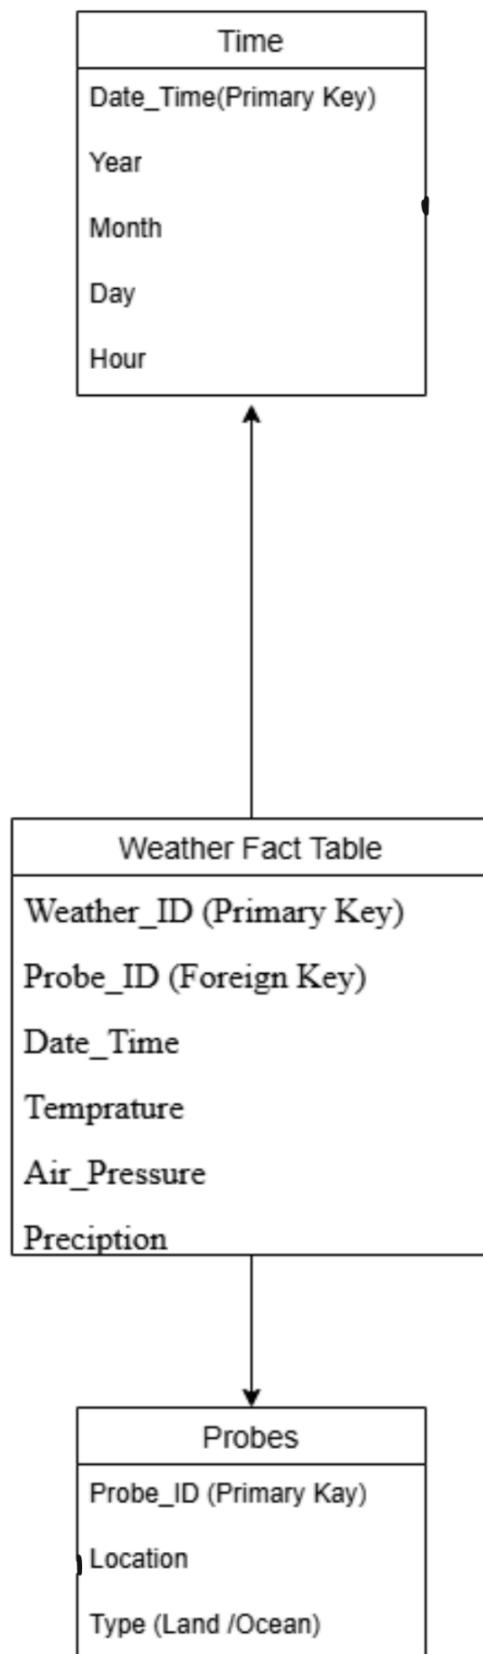 Time
Date_Time(Primary Key)
Year
Month
Day
Hour
Weather Fact Table
Weather_ID (Primary Key)
Probe_ID (Foreign Key)
Date_Time
Temprature
Air_Pressure
Preciption
Probes
Probe_ID (Primary Kay)
Location
Type (Land /Ocean)